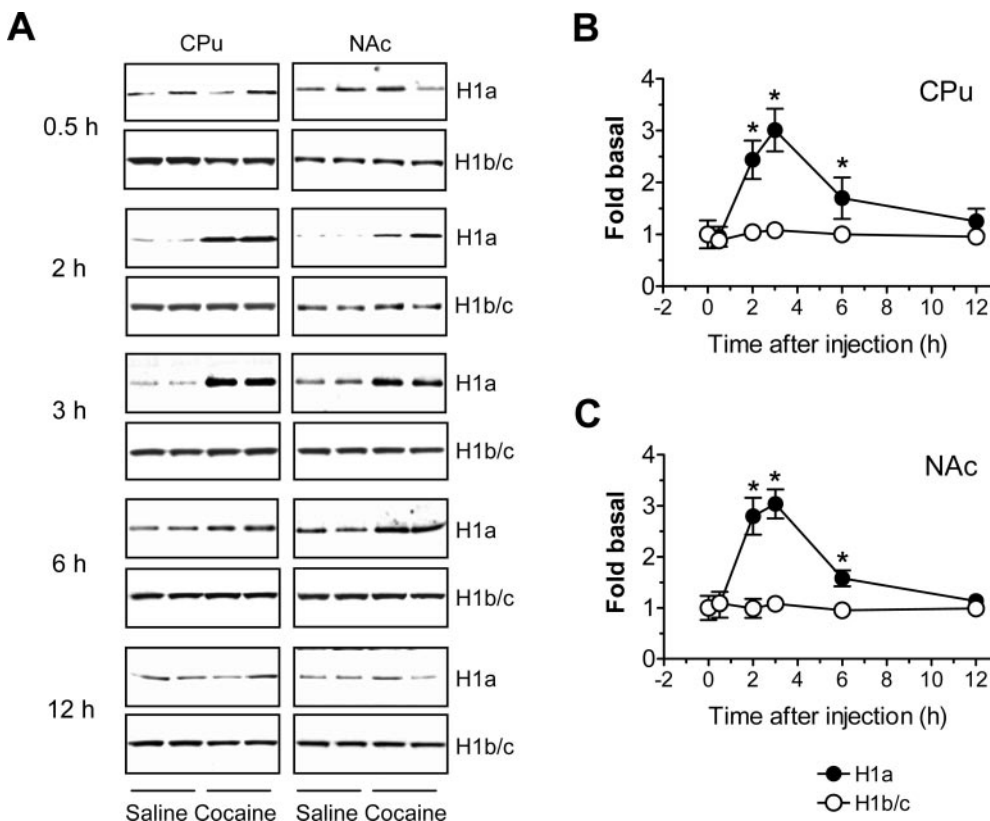 A
CPu NAc
H1a
0.5 h
H1b/c
H1a
2 h
H1b/c
H1a
3 h
H1b/c
H1a
6 h
H1b/c
H1a
12 h
H1b/c
Saline Cocaine Saline Cocaine
B
CPu
Fold basal
4
* *
3
*
2
1
0
-2 0 2 4 6 8 10 12
Time after injection (h)
C
NAc
Fold basal
4
* *
3
*
2
1
0
-2 0 2 4 6 8 10 12
Time after injection (h)
H1a
H1b/c